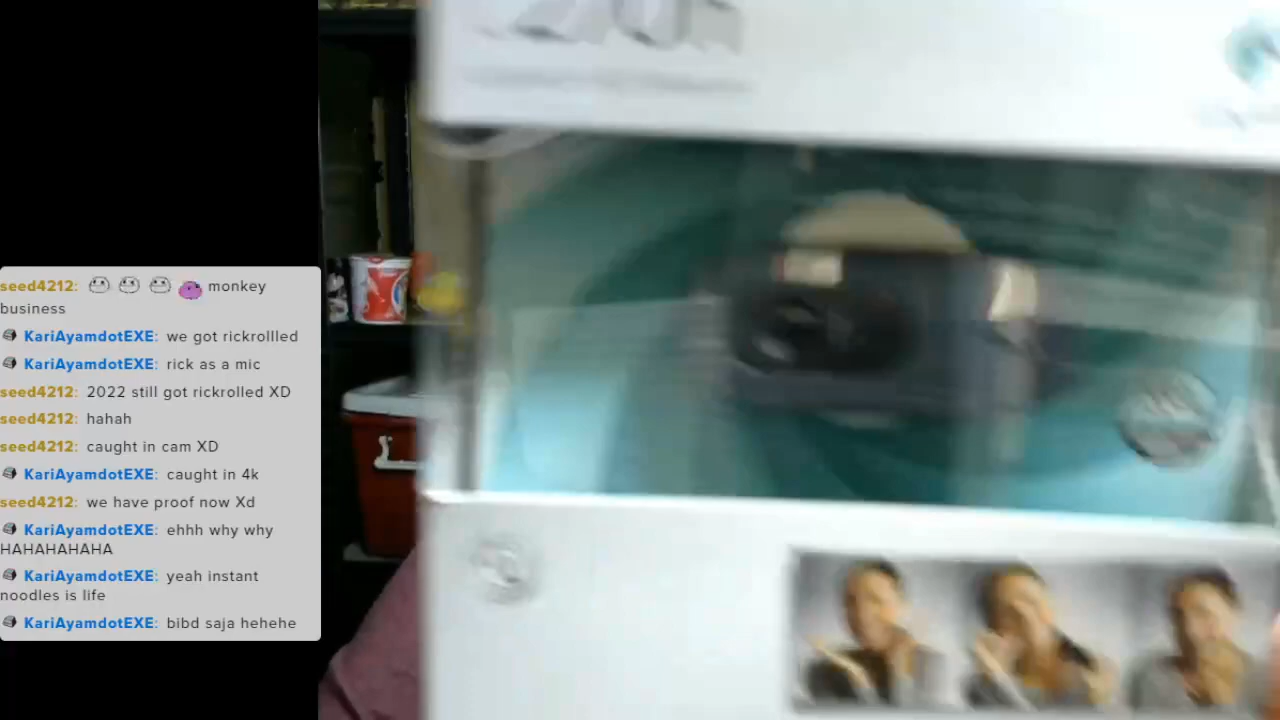 seed4212: monkey
business
KariAyamdotEXE: we got rickrollled
KariAyamdotEXE: rick as a mic
seed4212: 2022 still got rickrolled XD
seed4212: hahah
seed4212: caught in cam XD
KariAyamdotEXE: caught in 4k
seed4212: we have proof now Xd
KariAyamdotEXE: ehhh why why
HAHAHAHAHA
KariAyamdotEXE: yeah instant
noodles is life
KariAyamdotEXE: bibd saja hehehe